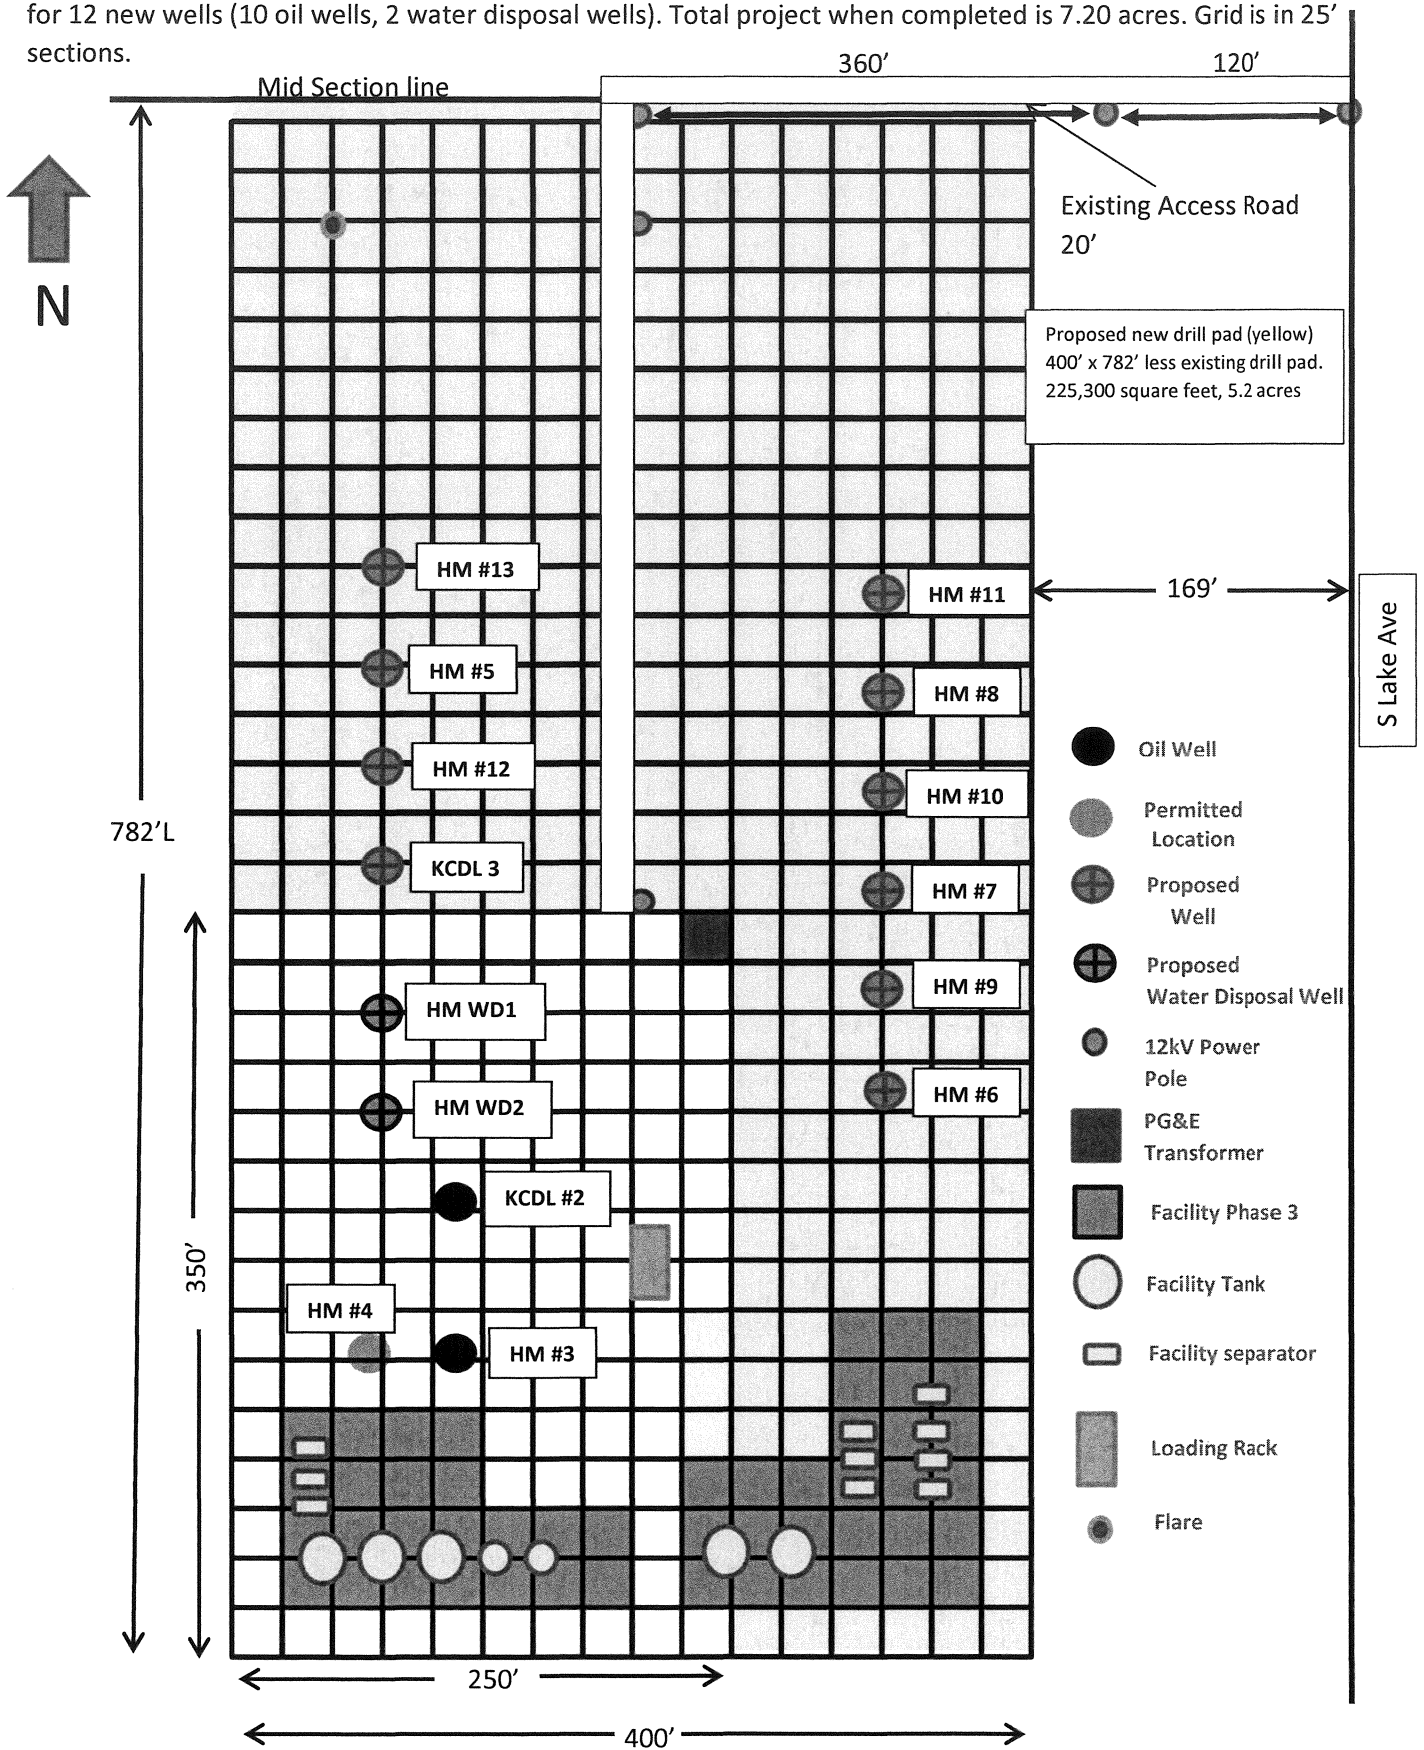 for 12 new wells (10 oil wells, 2 water disposal wells). Total project when completed is 7.20 acres. Grid is in 25’
sections.
360’
120’
Mid Section line
N
Existing Access Road
20’
Proposed new drill pad (yellow)
400’ x 782’ less existing drill pad.
225,300 square feet, 5.2 acres
HM #13
HM #11
169’
HM #5
HM #8
S Lake Ave
HM #12
HM #10
782’L
KCDL 3
HM #7
HM #9
HM WD1
HM #6
HM WD2
KCDL #2
350’
HM #4
HM #3
Oil Well
Permitted
Location
Proposed
Well
Proposed
Water Disposal Well
12kV Power
Pole
PG&E
Transformer
Facility Phase 3
Facility Tank
Facility separator
Loading Rack
Flare
250’
400’